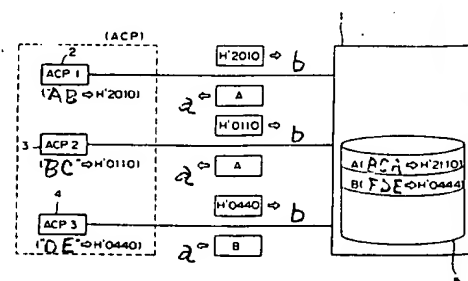 (ACP)
2
ACP 1
("AB"⇒H'2010)
H'2010 ⇒ b
a ⇐ A
H'0110 ⇒ b
3
ACP 2
("BC"⇒H'0110)
a ⇐ A
H'0440 ⇒ b
4
ACP 3
("DE"⇒H'0440)
a ⇐ B
A( BCA ⇒H'2110)
B( FDE ⇒H'0444)